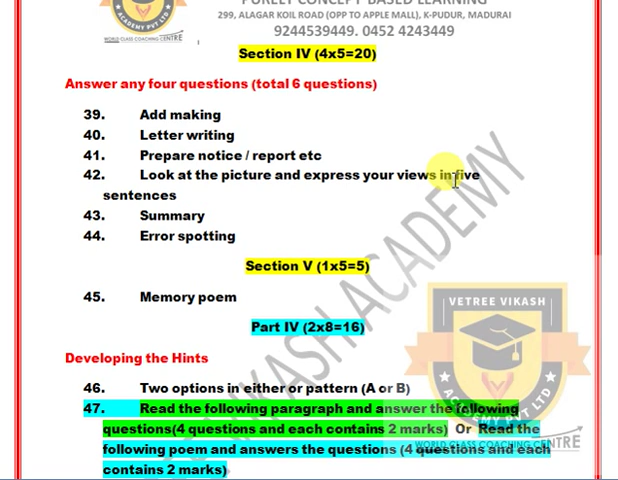 PURELY CONCEPT BASED LEARNING
299, ALAGAR KOIL ROAD (OPP TO APPLE MALL), K-PUDUR, MADURAI
9244539449. 0452 4243449
ACADEMY PVT LTD
WORLD CLASS COACHING CENTRE
Section IV (4x5=20)
Answer any four questions (total 6 questions)
39. Add making
40. Letter writing
41. Prepare notice / report etc
42. Look at the picture and express your views in five
sentences
43. Summary
44. Error spotting
Section V (1x5=5)
45. Memory poem
Part IV (2x8=16)
Developing the Hints
46. Two options in either or pattern (A or B)
47. Read the following paragraph and answer the following
questions(4 questions and each contains 2 marks) Or Read the
following poem and answers the questions (4 questions and each
contains 2 marks)
VIKASH ACADEMY
VETREE VIKASH
ACADEMY PVT LTD
WORLD CLASS COACHING CENTRE